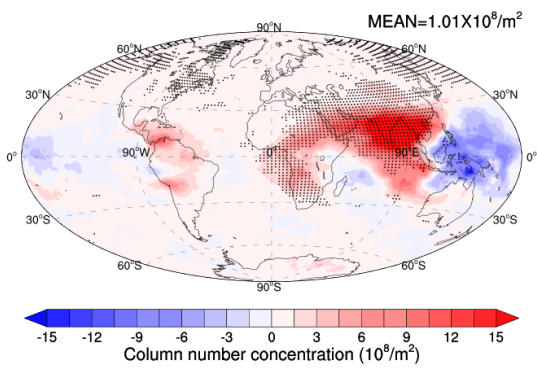 MEAN=1.01X10⁸/m²
90°N
60°N 60°N
30°N 30°N
0° 90°W 0° 90°E 0°
30°S 30°S
60°S 60°S
90°S
-15 -12 -9 -6 -3 0 3 6 9 12 15
Column number concentration (10⁸/m²)